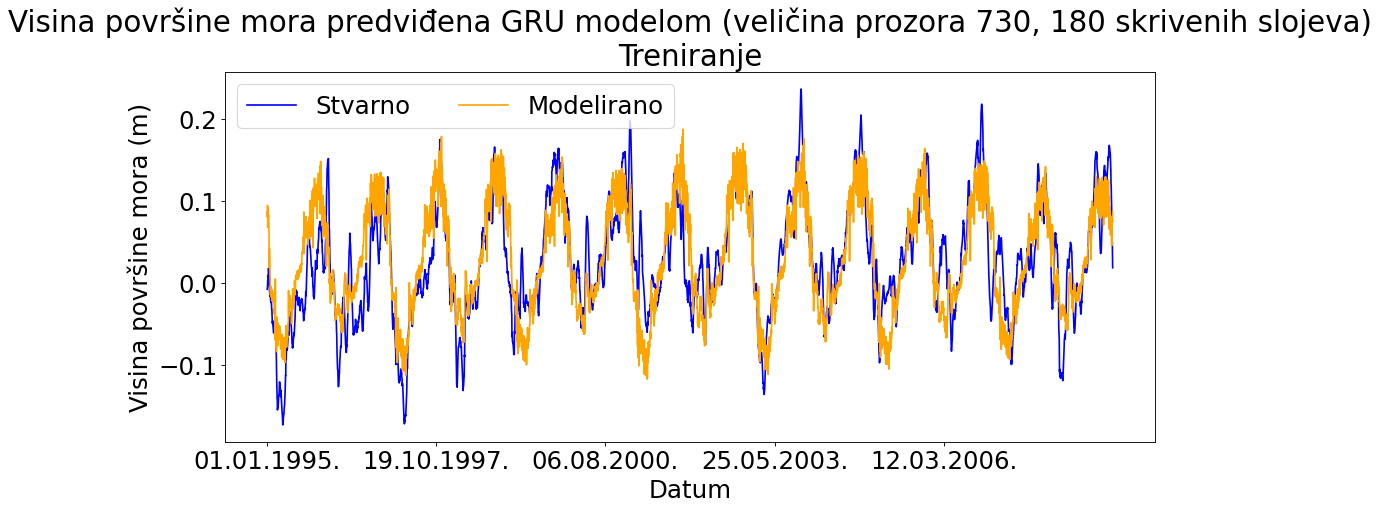 Visina površine mora predviđena GRU modelom (veličina prozora 730, 180 skrivenih slojeva)
Treniranje
Stvarno
Modelirano
Visina površine mora (m)
0.2
0.1
0.0
−0.1
01.01.1995.
19.10.1997.
06.08.2000.
25.05.2003.
12.03.2006.
Datum